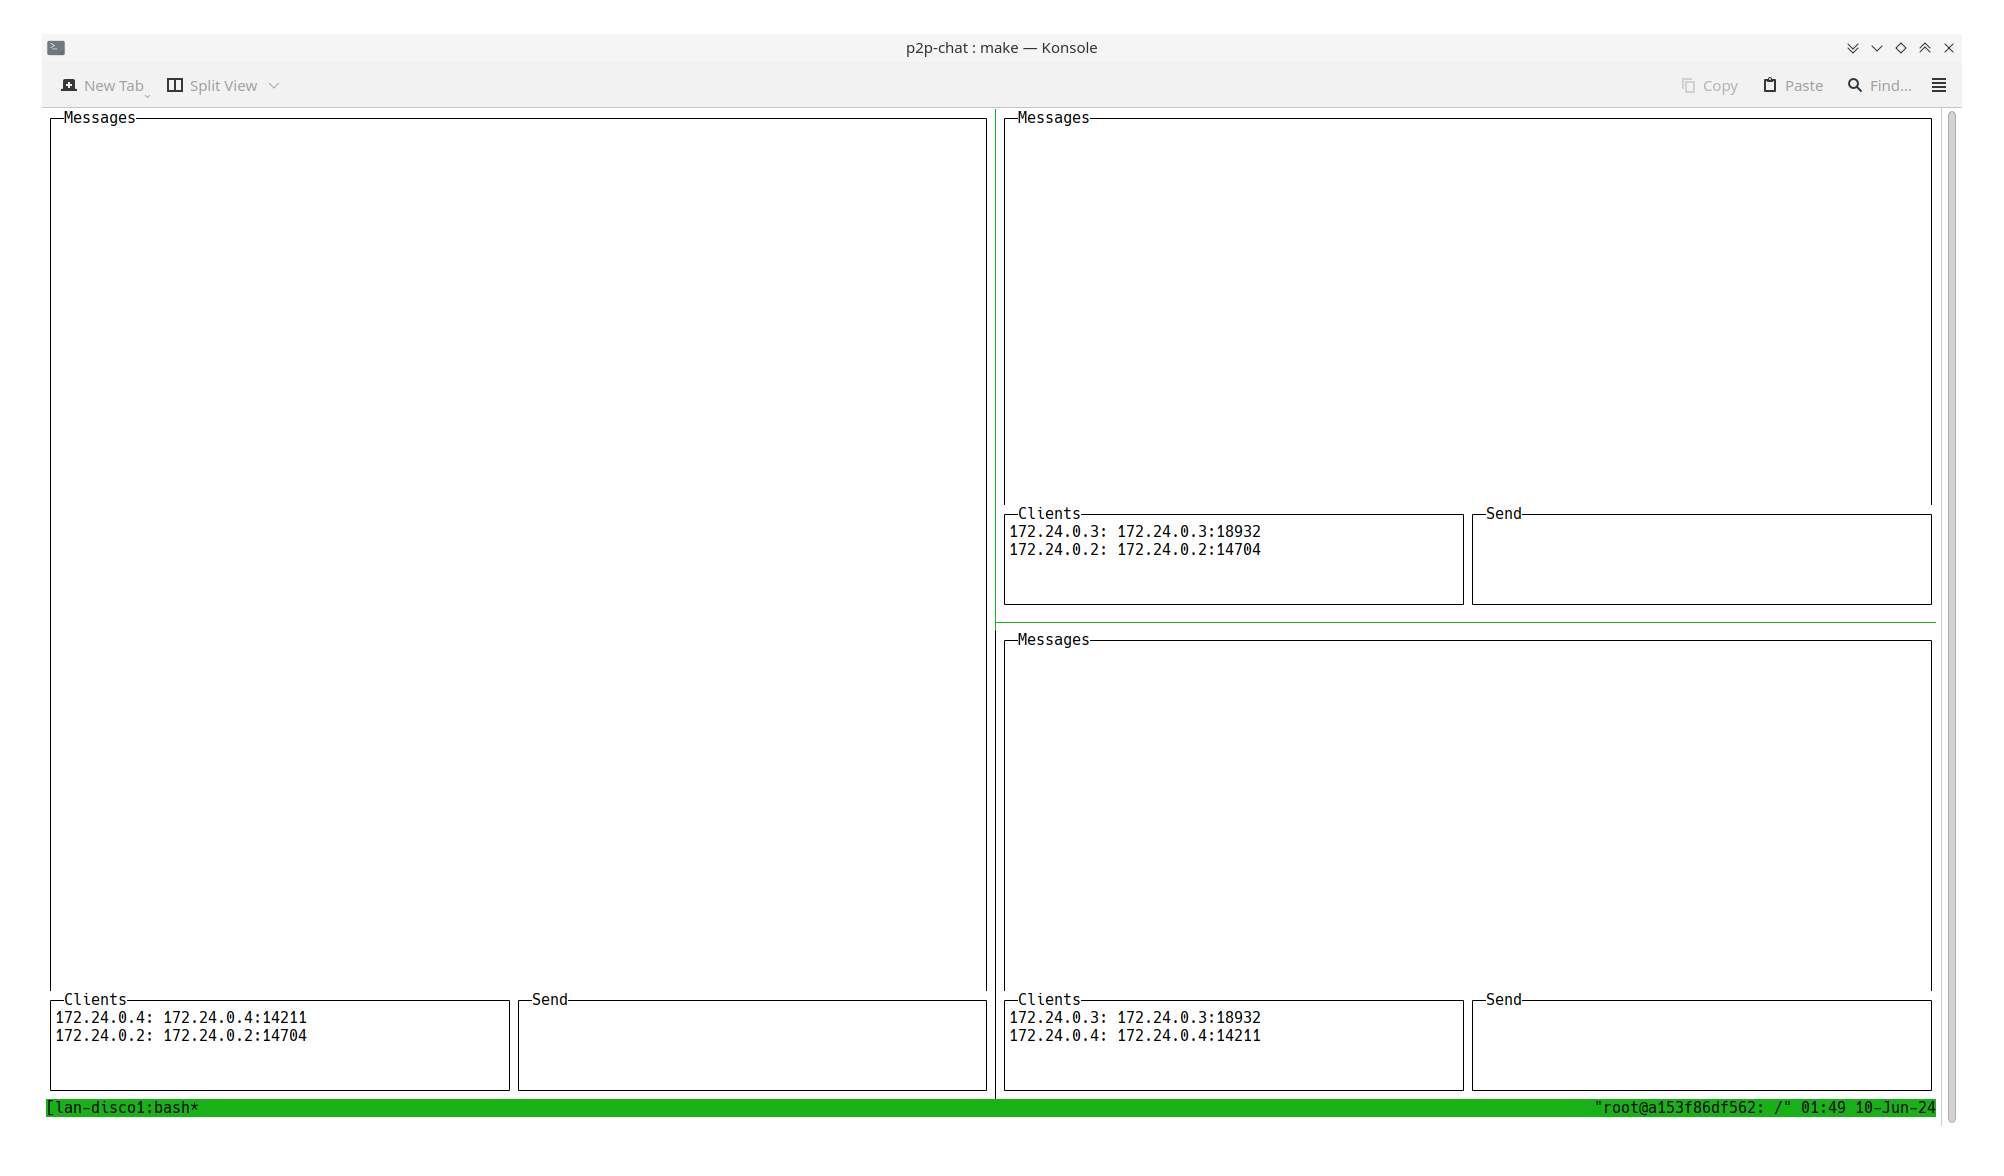 p2p-chat : make — Konsole
New Tab Split View Copy Paste Find...
Messages
Clients
172.24.0.4: 172.24.0.4:14211
172.24.0.2: 172.24.0.2:14704
Send
Messages
Clients
172.24.0.3: 172.24.0.3:18932
172.24.0.2: 172.24.0.2:14704
Send
Messages
Clients
172.24.0.3: 172.24.0.3:18932
172.24.0.4: 172.24.0.4:14211
Send
[lan-disco1:bash* "root@a153f86df562: /" 01:49 10-Jun-24